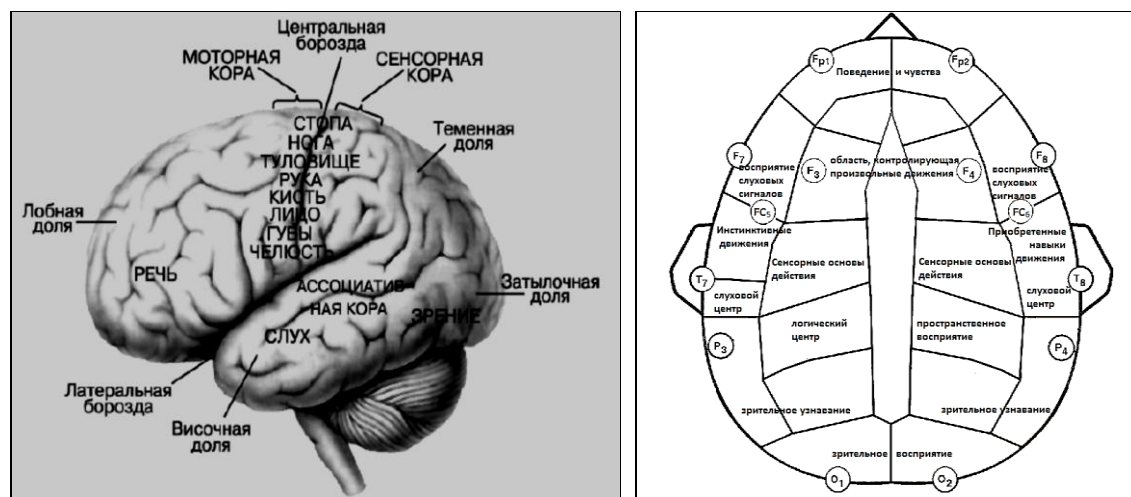 Центральная
борозда
МОТОРНАЯ
КОРА
СЕНСОРНАЯ
КОРА
СТОПА
НОГА
ТУЛОВИЩЕ
РУКА
КИСТЬ
ЛИЦО
ГУБЫ
ЧЕЛЮСТЬ
Теменная
доля
Лобная
доля
РЕЧЬ
АССОЦИАТИВ
НАЯ КОРА
Затылочная
доля
ЗРЕНИЕ
СЛУХ
Латеральная
борозда
Височная
доля
Fp1
Fp2
Поведение и чувства
F7
F3
область, контролирующая
произвольные движения
F4
F8
восприятие
слуховых
сигналов
восприятие
слуховых
сигналов
FC5
FC6
Инстинктивные
движения
Приобретенные
навыки
движения
Сенсорные основы
действия
Сенсорные основы
действия
T7
T8
слуховой
центр
слуховой
центр
логический
центр
пространственное
восприятие
P3
P4
зрительное узнавание
зрительное узнавание
зрительное восприятие
O1
O2